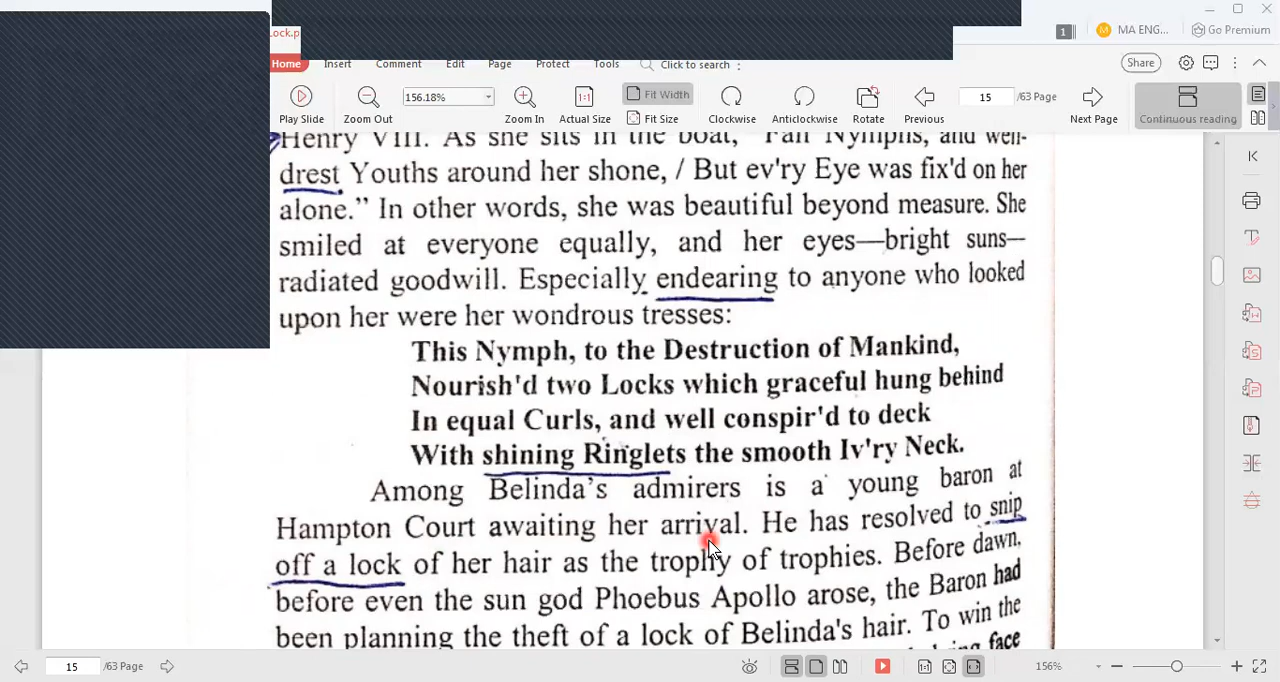 Lock.p
1
MA ENG...
Go Premium
Home Insert Comment Edit Page Protect Tools Click to search
Share
156.18%
Fit Width
15 /63 Page
Play Slide Zoom Out Zoom In Actual Size Fit Size Clockwise Anticlockwise Rotate Previous Next Page Continuous reading
Henry VIII. As she sits in the boat, "Fair Nymphs, and well-
drest Youths around her shone, / But ev'ry Eye was fix'd on her
alone." In other words, she was beautiful beyond measure. She
smiled at everyone equally, and her eyes—bright suns—
radiated goodwill. Especially endearing to anyone who looked
upon her were her wondrous tresses:
This Nymph, to the Destruction of Mankind,
Nourish'd two Locks which graceful hung behind
In equal Curls, and well conspir'd to deck
With shining Ringlets the smooth Iv'ry Neck.
Among Belinda's admirers is a young baron at
Hampton Court awaiting her arrival. He has resolved to snip
off a lock of her hair as the trophy of trophies. Before dawn,
before even the sun god Phoebus Apollo arose, the Baron had
been planning the theft of a lock of Belinda's hair. To win the
face
15 /63 Page
156%